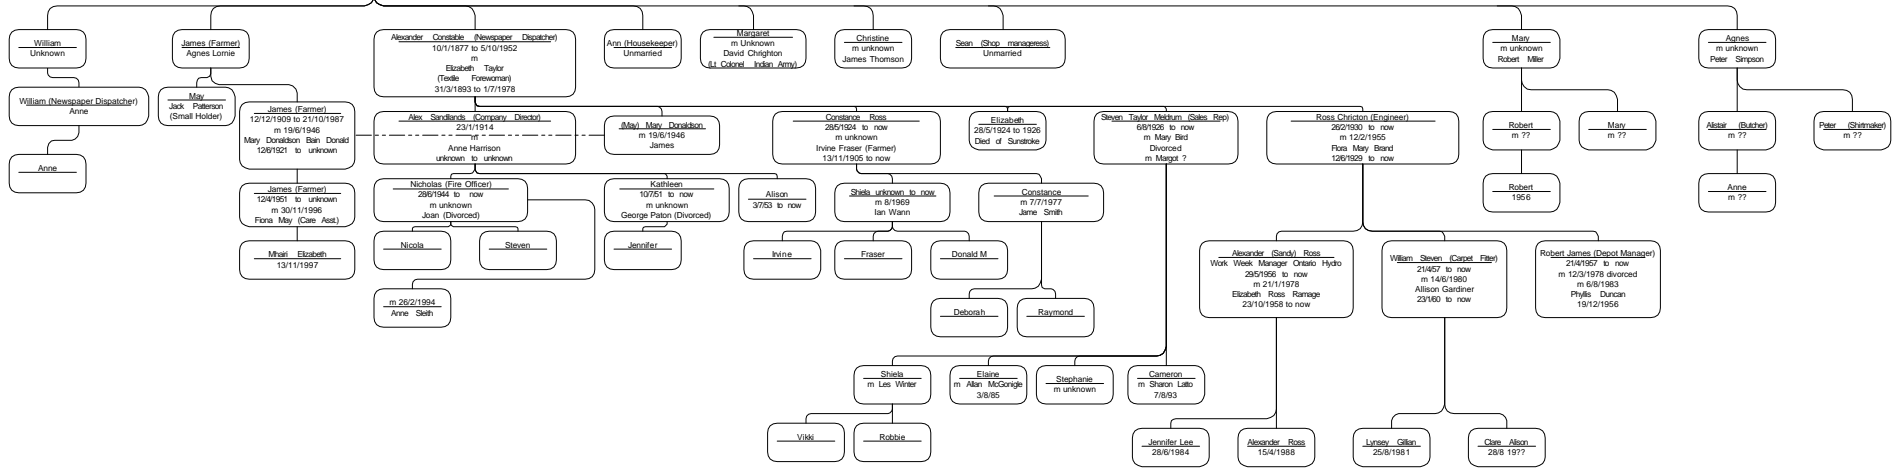 William
Unknown
James (Farmer)
Agnes Lornie
Alexander Constable (Newspaper Dispatcher)
10/1/1877 to 5/10/1952
m
Elizabeth Taylor
(Textile Forewoman)
31/3/1893 to 1/7/1978
Ann (Housekeeper)
Unmarried
Margaret
m Unknown
David Chrighton
(Lt Colonel Indian Army)
Christine
m unknown
James Thomson
Sean (Shop manageress)
Unmarried
Mary
m unknown
Robert Miller
Agnes
m unknown
Peter Simpson
William (Newspaper Dispatcher)
Anne
May
Jack Patterson
(Small Holder)
James (Farmer)
12/12/1909 to 21/10/1987
m 19/6/1946
Mary Donaldson Bain Donald
12/6/1921 to unknown
Alex Sandilands (Company Director)
23/1/1914
m
Anne Harrison
unknown to unknown
(May) Mary Donaldson
m 19/6/1946
James
Constance Ross
28/5/1924 to now
m unknown
Irvine Fraser (Farmer)
13/11/1905 to now
Elizabeth
28/5/1924 to 1926
Died of Sunstroke
Steven Taylor Meldrum (Sales Rep)
6/8/1926 to now
m Mary Bird
Divorced
m Margot ?
Ross Chricton (Engineer)
26/2/1930 to now
m 12/2/1955
Flora Mary Brand
12/6/1929 to now
Robert
m ??
Mary
m ??
Alistair (Butcher)
m ??
Peter (Shirtmaker)
m ??
Anne
James (Farmer)
12/4/1951 to unknown
m 30/11/1996
Fiona May (Care Asst.)
Nicholas (Fire Officer)
28/6/1944 to now
m unknown
Joan (Divorced)
Kathleen
10/7/51 to now
m unknown
George Paton (Divorced)
Alison
3/7/53 to now
Shiela unknown to now
m 8/1969
Ian Wann
Constance
m 7/7/1977
Jame Smith
Robert
1956
Anne
m ??
Mhairi Elizabeth
13/11/1997
Nicola
Steven
Jennifer
Irvine
Fraser
Donald M
Alexander (Sandy) Ross
Work Week Manager Ontario Hydro
29/5/1956 to now
m 21/1/1978
Elizabeth Ross Ramage
23/10/1958 to now
William Steven (Carpet Fitter)
21/4/57 to now
m 14/6/1980
Allison Gardiner
23/1/60 to now
Robert James (Depot Manager)
21/4/1957 to now
m 12/3/1978 divorced
m 6/8/1983
Phyllis Duncan
19/12/1956
m 26/2/1994
Anne Sleith
Deborah
Raymond
Shiela
m Les Winter
Elaine
m Allan McGonigle
3/8/85
Stephanie
m unknown
Cameron
m Sharon Latto
7/8/93
Vikki
Robbie
Jennifer Lee
28/6/1984
Alexander Ross
15/4/1988
Lynsey Gillian
25/8/1981
Clare Alison
28/8 19??